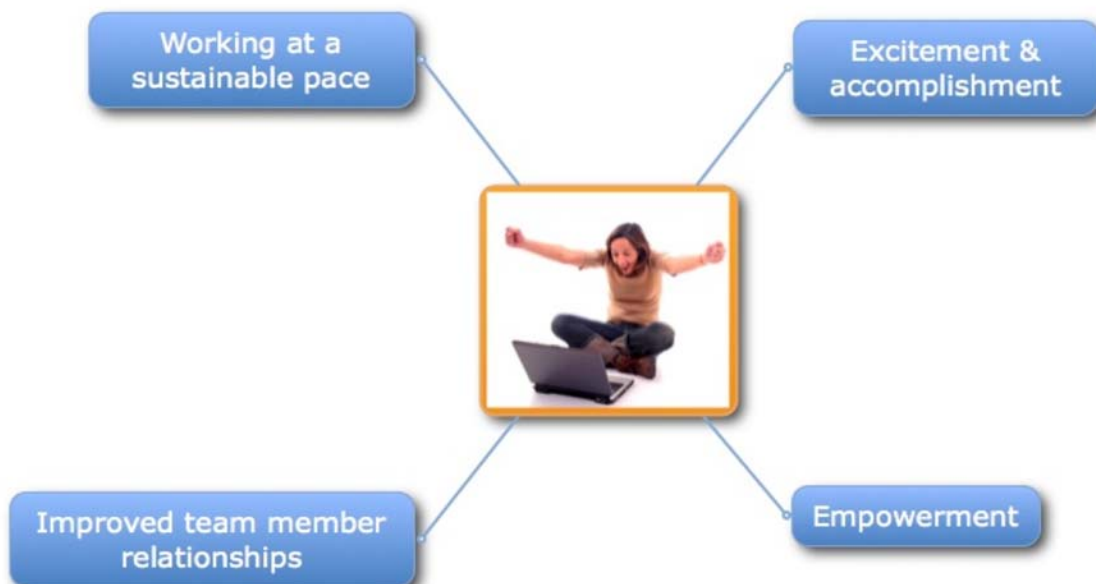 Working at a
sustainable pace
Excitement &
accomplishment
Improved team member
relationships
Empowerment